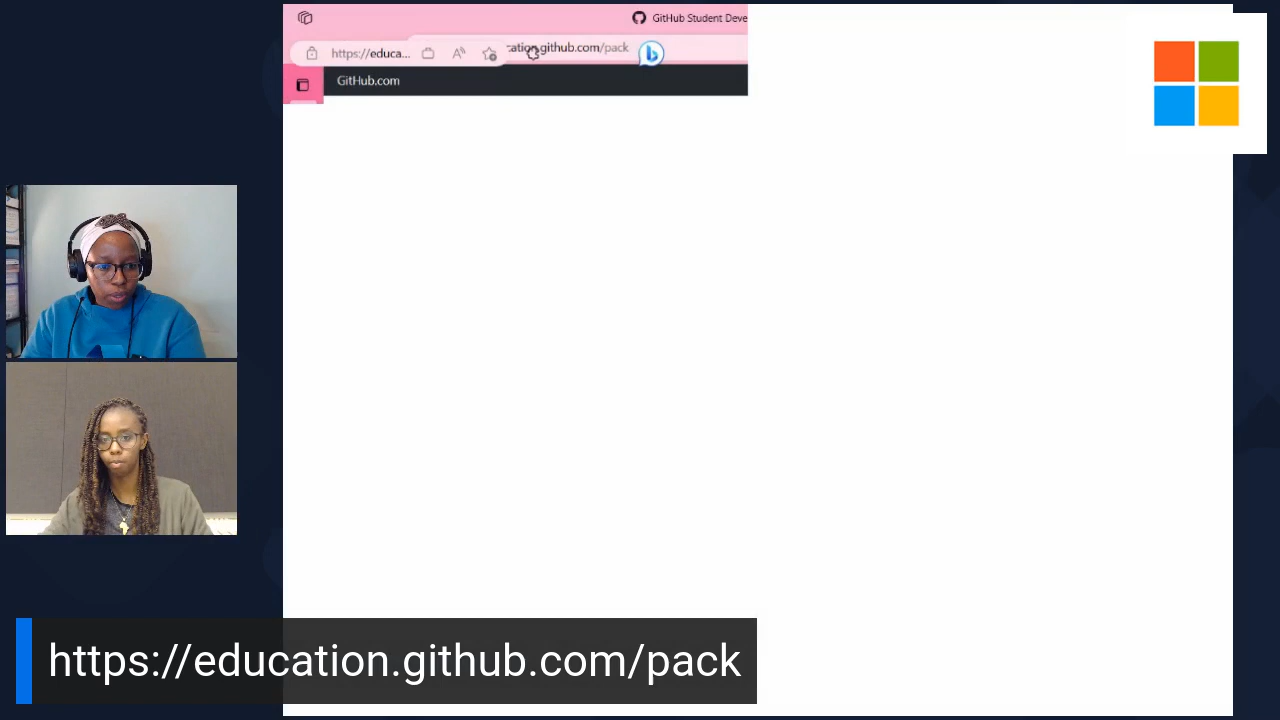 GitHub Student Deve
https://educa...
cation.github.com/pack
GitHub.com
https://education.github.com/pack